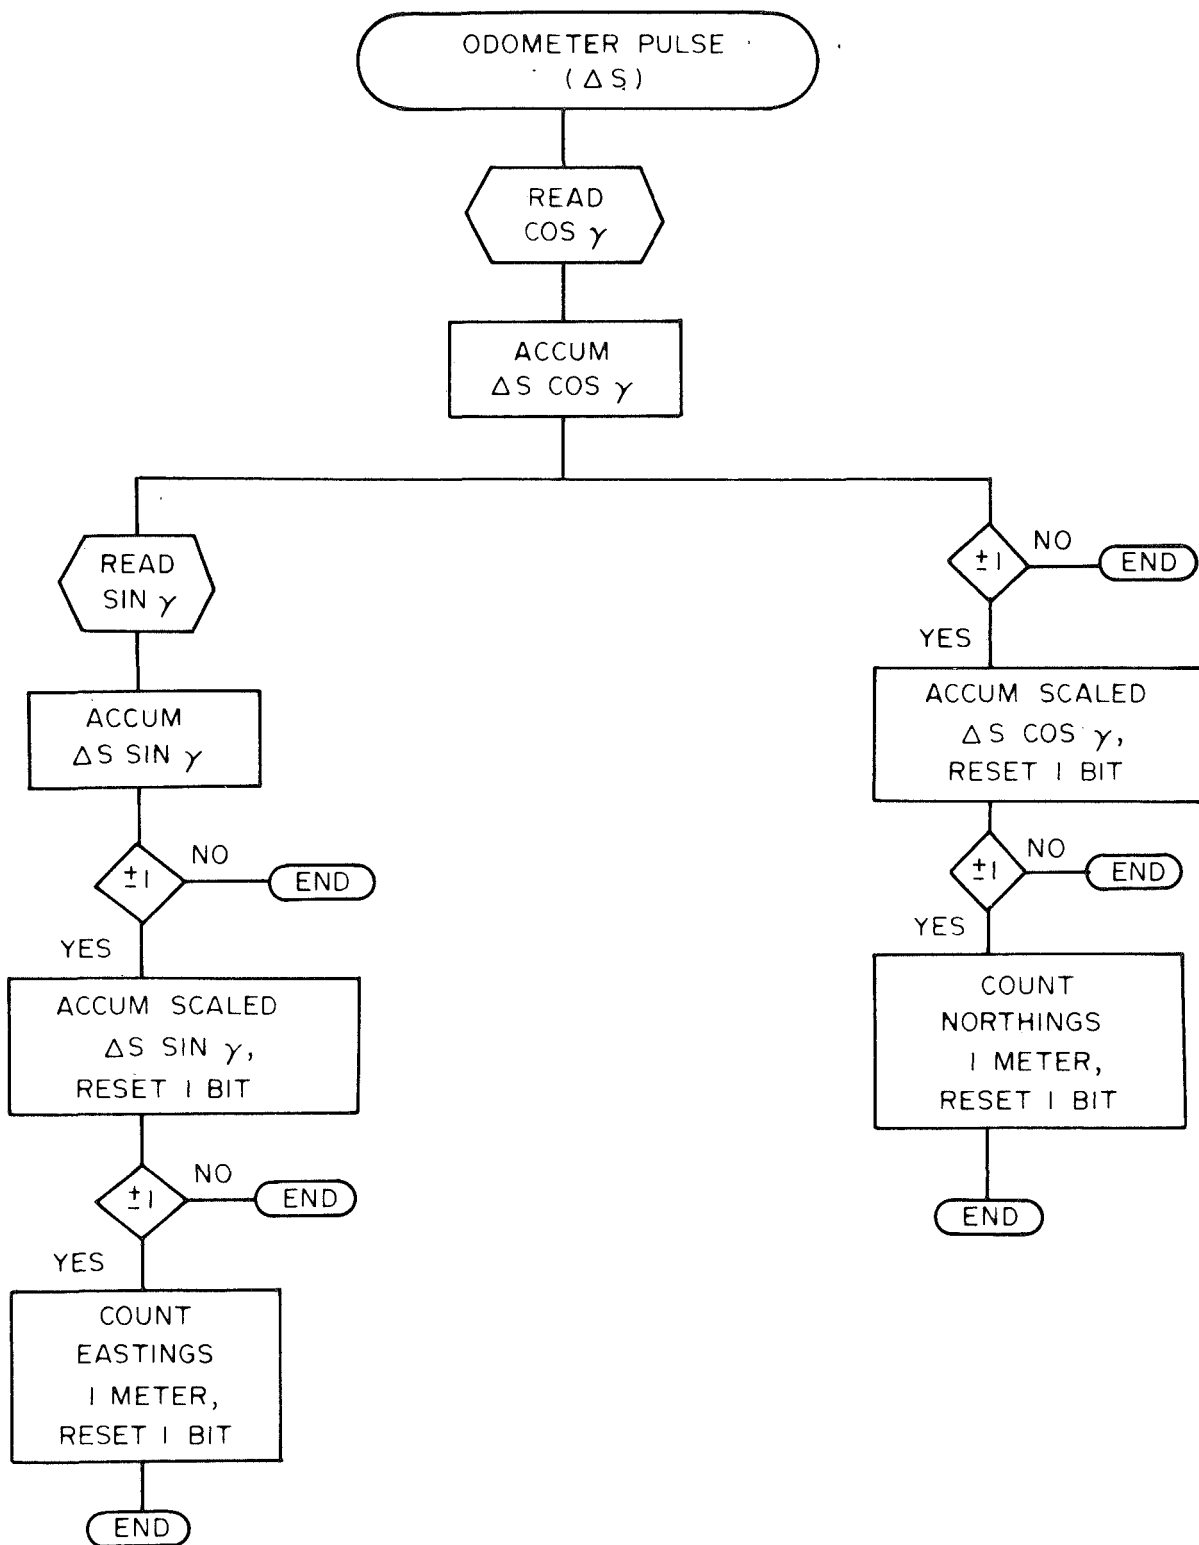 ODOMETER PULSE
(ΔS)
READ
COS γ
ACCUM
ΔS COS γ
READ
SIN γ
ACCUM
ΔS SIN γ
±1
NO
END
YES
ACCUM SCALED
ΔS SIN γ,
RESET 1 BIT
±1
NO
END
YES
COUNT
EASTINGS
1 METER,
RESET 1 BIT
END
±1
NO
END
YES
ACCUM SCALED
ΔS COS γ,
RESET 1 BIT
±1
NO
END
YES
COUNT
NORTHINGS
1 METER,
RESET 1 BIT
END